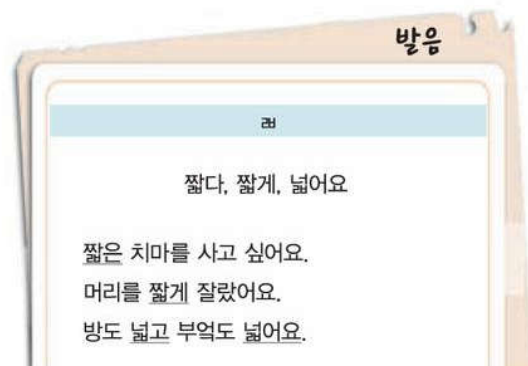 발음
ㄼ
짧다, 짧게, 넓어요
짧은 치마를 사고 싶어요.
머리를 짧게 잘랐어요.
방도 넓고 부엌도 넓어요.